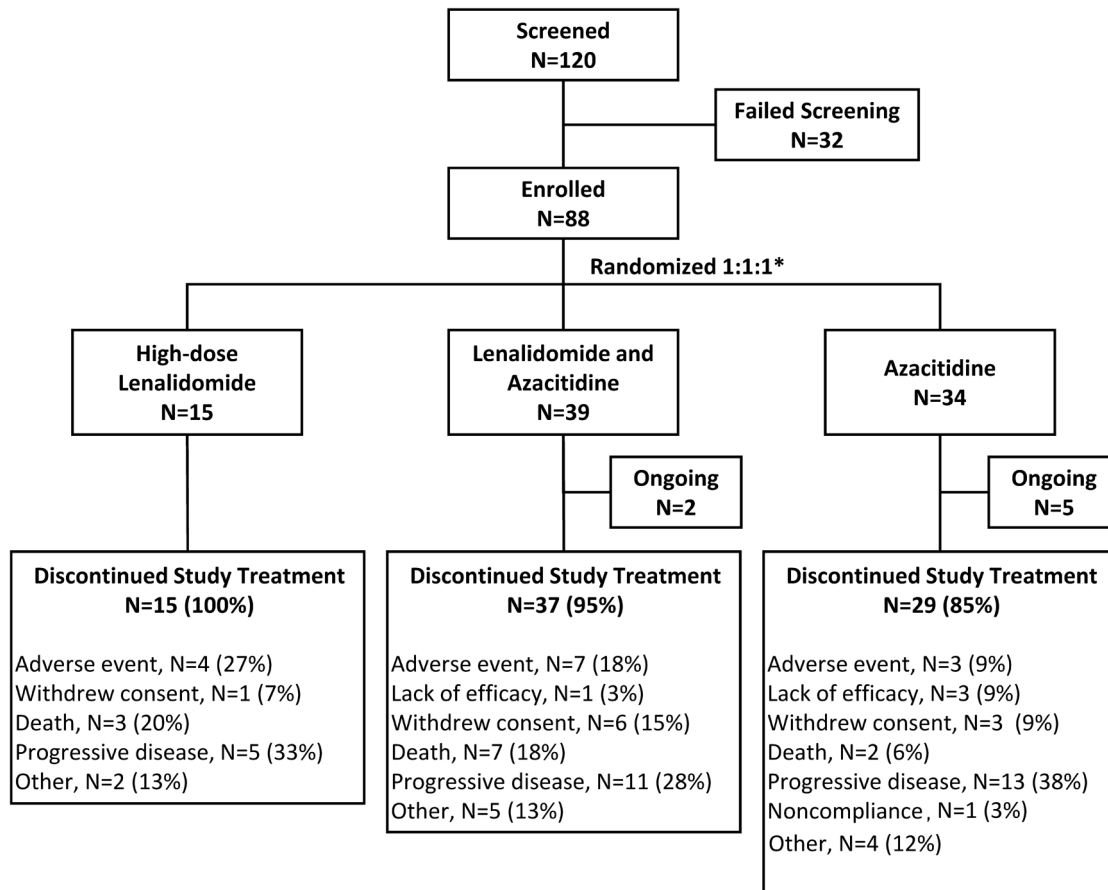 Screened
N=120
Failed Screening
N=32
Enrolled
N=88
Randomized 1:1:1*
High-dose
Lenalidomide
N=15
Lenalidomide and
Azacitidine
N=39
Azacitidine
N=34
Ongoing
N=2
Ongoing
N=5
Discontinued Study Treatment
N=15 (100%)
Adverse event, N=4 (27%)
Withdrew consent, N=1 (7%)
Death, N=3 (20%)
Progressive disease, N=5 (33%)
Other, N=2 (13%)
Discontinued Study Treatment
N=37 (95%)
Adverse event, N=7 (18%)
Lack of efficacy, N=1 (3%)
Withdrew consent, N=6 (15%)
Death, N=7 (18%)
Progressive disease, N=11 (28%)
Other, N=5 (13%)
Discontinued Study Treatment
N=29 (85%)
Adverse event, N=3 (9%)
Lack of efficacy, N=3 (9%)
Withdrew consent, N=3 (9%)
Death, N=2 (6%)
Progressive disease, N=13 (38%)
Noncompliance, N=1 (3%)
Other, N=4 (12%)